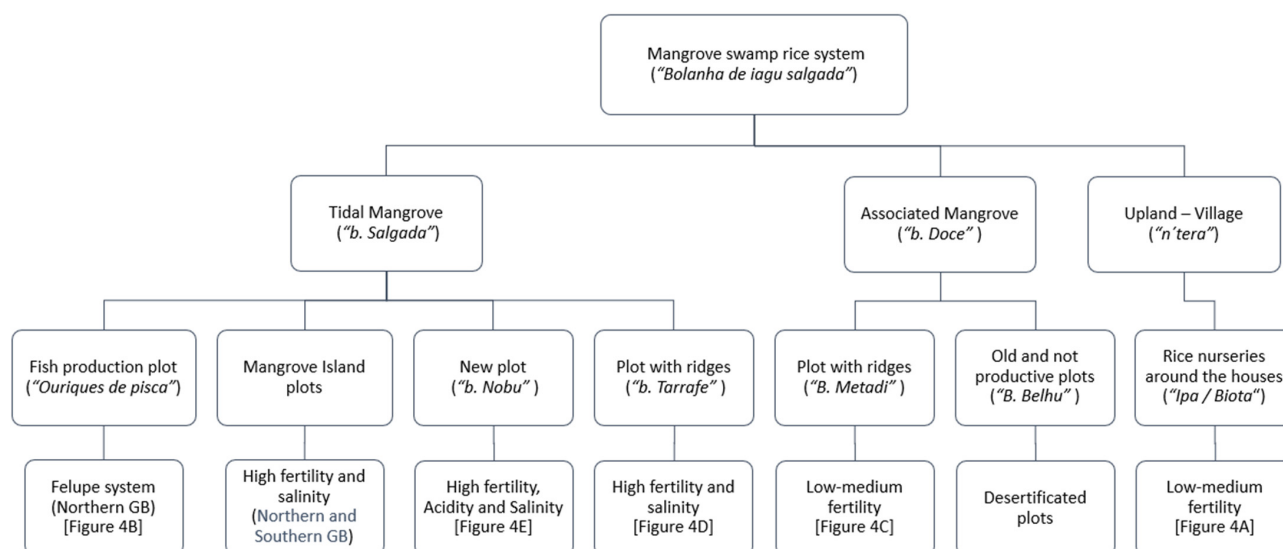 Mangrove swamp rice system
(“Bolanha de iagu salgada”)
Tidal Mangrove
(“b. Salgada”)
Associated Mangrove
(“b. Doce” )
Upland – Village
(“n´tera”)
Fish production plot
(“Ouriques de pisca”)
Mangrove Island
plots
New plot
(“b. Nobu” )
Plot with ridges
(“b. Tarrafe” )
Plot with ridges
(“B. Metadi” )
Old and not
productive plots
(“B. Belhu” )
Rice nurseries
around the houses
(“Ipa / Biota“)
Felupe system
(Northern GB)
[Figure 4B]
High fertility and
salinity
(Northern and
Southern GB)
High fertility,
Acidity and Salinity
[Figure 4E]
High fertility and
salinity
[Figure 4D]
Low-medium
fertility
[Figure 4C]
Desertificated
plots
Low-medium
fertility
[Figure 4A]